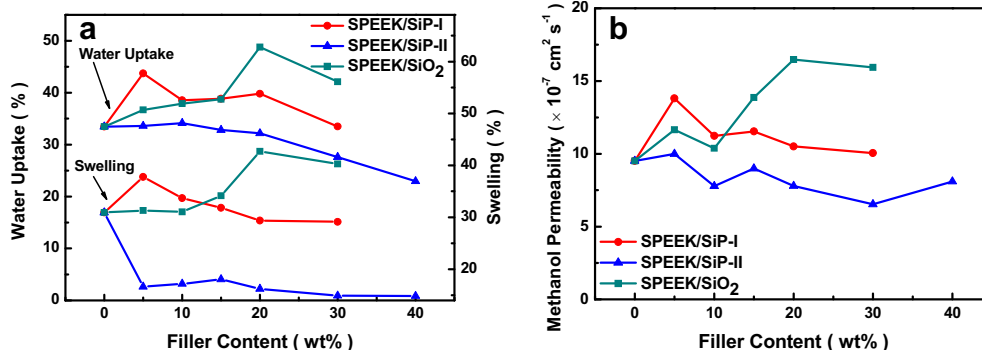 a
SPEEK/SiP-I
SPEEK/SiP-II
SPEEK/SiO2
Water Uptake
Swelling
50
40
30
20
10
0
Water Uptake ( % )
60
50
40
30
20
Swelling ( % )
0 10 20 30 40
Filler Content ( wt% )
b
20
15
10
5
0
Methanol Permeability ( × 10-7 cm2 s-1 )
SPEEK/SiP-I
SPEEK/SiP-II
SPEEK/SiO2
0 10 20 30 40
Filler Content ( wt% )